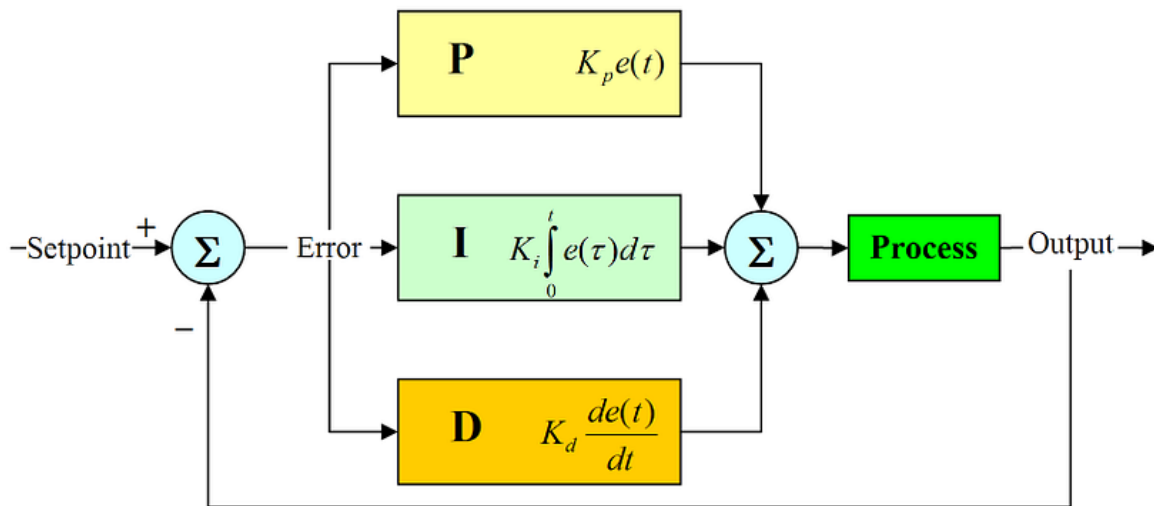 P K_p e(t)
–Setpoint
+
Σ
–
Error
I K_i ∫_0^t e(τ)dτ
Σ
Process
Output
D K_d de(t)/dt